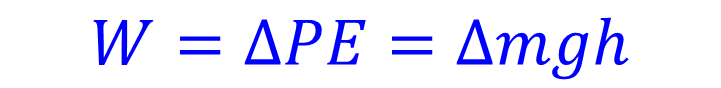 W = ΔPE = Δmgh